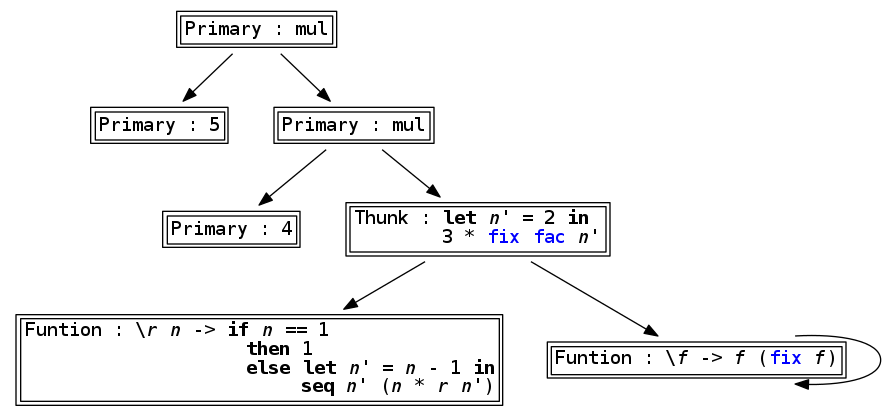 Primary : mul
Primary : 5
Primary : mul
Primary : 4
Thunk : let n' = 2 in
3 * fix fac n'
Funtion : \r n -> if n == 1
then 1
else let n' = n - 1 in
seq n' (n * r n')
Funtion : \f -> f (fix f)